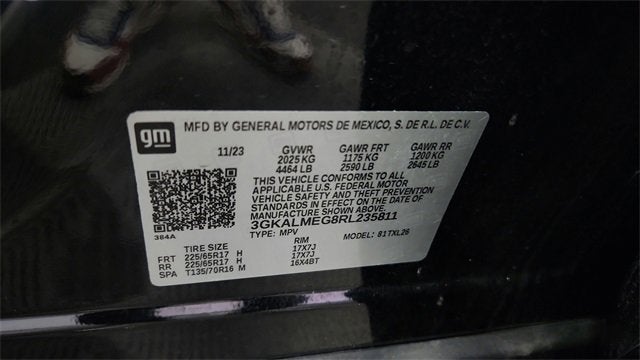 gm
MFD BY GENERAL MOTORS DE MEXICO, S. DE R.L. DE C.V.
11/23 GVWR GAWR FRT GAWR RR
2025 KG 1175 KG 1200 KG
4464 LB 2590 LB 2645 LB
THIS VEHICLE CONFORMS TO ALL
APPLICABLE U.S. FEDERAL MOTOR
VEHICLE SAFETY AND THEFT PREVENTION
STANDARDS IN EFFECT ON THE DATE OF
MANUFACTURE SHOWN ABOVE.
3GKALMEG8RL235811
384A
TYPE: MPV MODEL: 81TXL26
TIRE SIZE RIM
FRT 225/65R17 H 17X7J
RR 225/65R17 H 17X7J
SPA T135/70R16 M 16X4BT